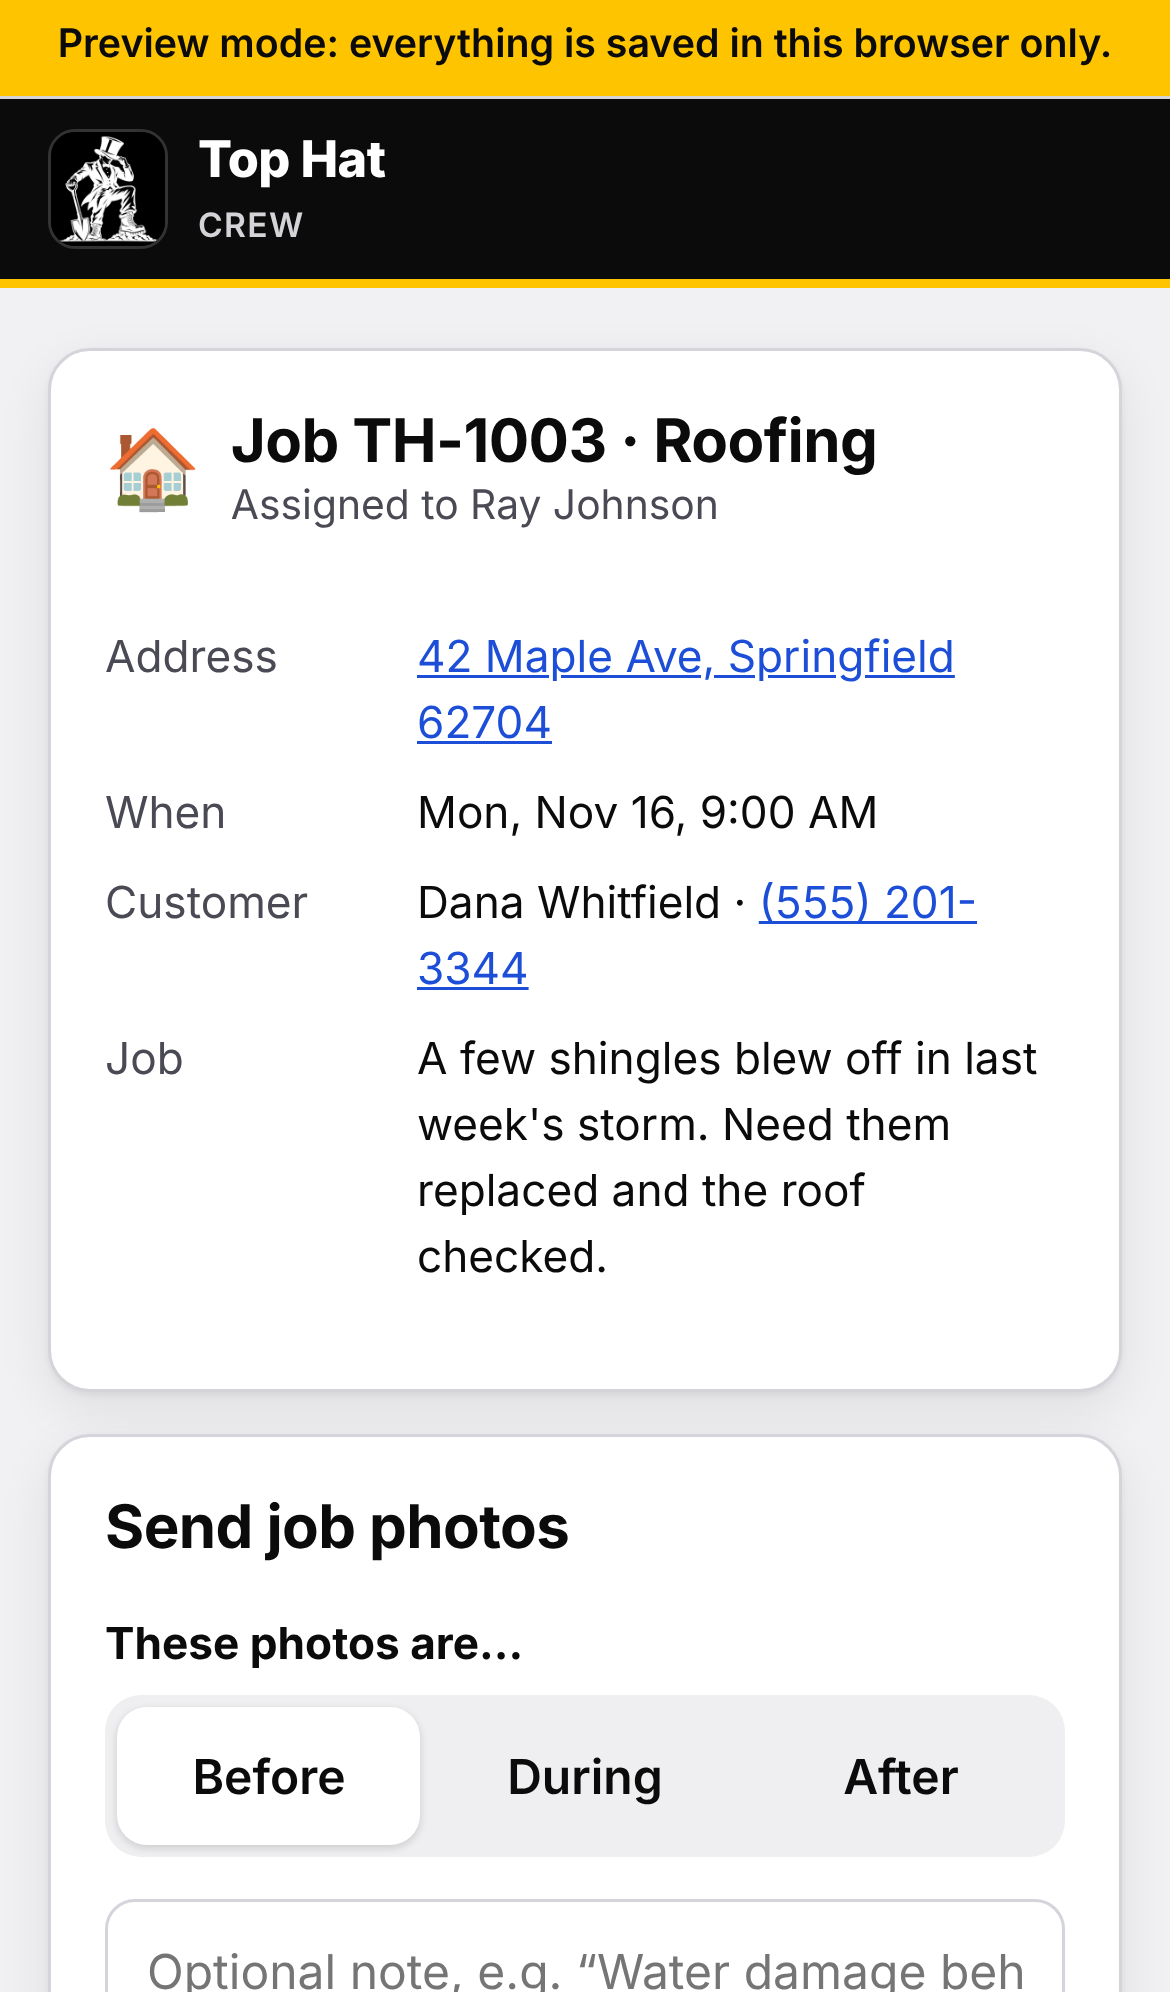 Preview mode: everything is saved in this browser only.
Top Hat
CREW
Job TH-1003 · Roofing
Assigned to Ray Johnson
Address
42 Maple Ave, Springfield
62704
When
Mon, Nov 16, 9:00 AM
Customer
Dana Whitfield · (555) 201-
3344
Job
A few shingles blew off in last
week's storm. Need them
replaced and the roof
checked.
Send job photos
These photos are...
Before
During
After
Optional note, e.g. “Water damage beh